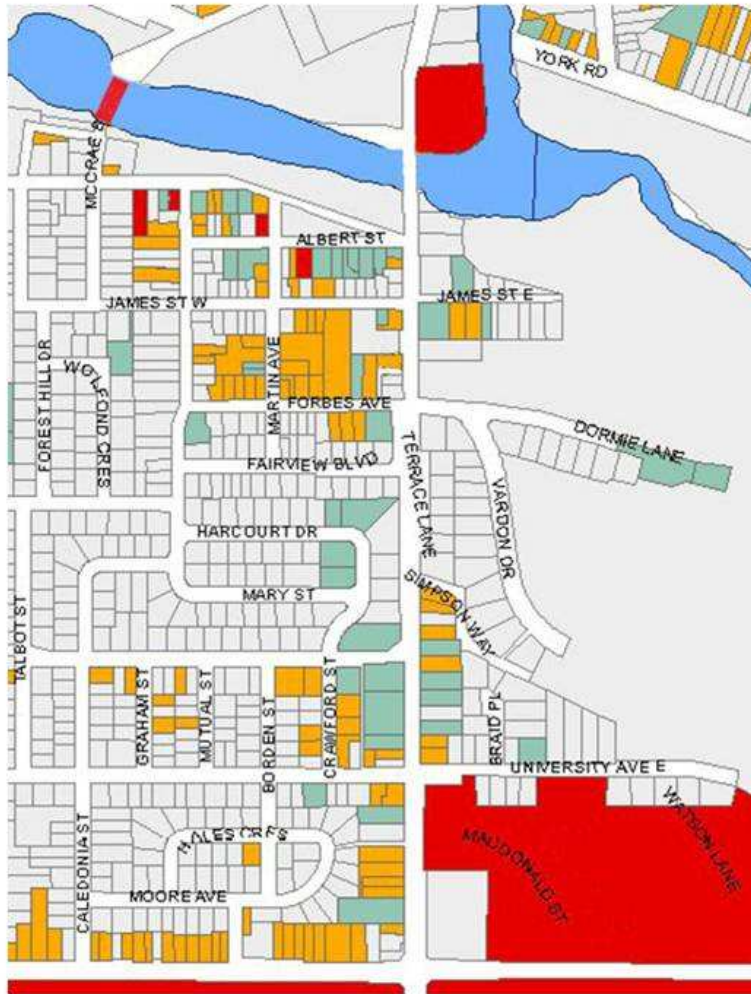 YORK RD
MCCRAE B
ALBERT ST
JAMES ST W
JAMES ST E
FOREST HILL DR
WOLFOND CRES
MARTIN AVE
FORBES AVE
DORMIE LANE
FAIRVIEW BLVD
TERRACE LANE
VARDON DR
HARCOURT DR
MARY ST
SIMPSON WAY
TALBOT ST
GRAHAM ST
MUTUAL ST
BORDEN ST
CRAWFORD ST
BRAID PL
UNIVERSITY AVE E
HALES CRES
MACDONALD ST
WATSON LANE
CALEDONIA ST
MOORE AVE